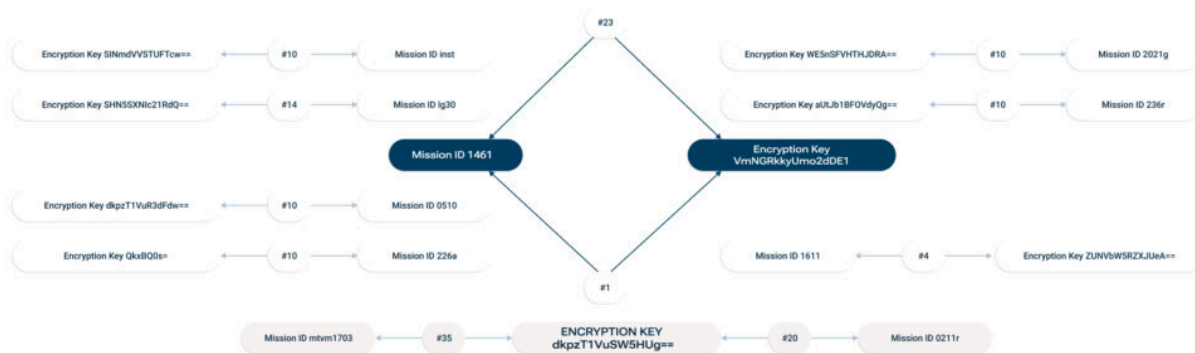 #23
Encryption Key SINmdVVSTUFTcw==
#10
Mission ID inst
Encryption Key WE5nSFVHTHJDRA==
#10
Mission ID 2021g
Encryption Key SHN5SXNIc21RdQ==
#14
Mission ID lg30
Encryption Key aUtJb1BFOVdyQg==
#10
Mission ID 236r
Mission ID 1461
Encryption Key
VmNGRkkyUmo2dDE1
Encryption Key dkpzT1VuR3dFdw==
#10
Mission ID 0510
Encryption Key QkxBQ0s=
#10
Mission ID 226a
Mission ID 1611
#4
Encryption Key ZUNVbW5RZXJUeA==
#1
Mission ID mtvm1703
#35
ENCRYPTION KEY
dkpzT1VuSW5HUg==
#20
Mission ID 0211r